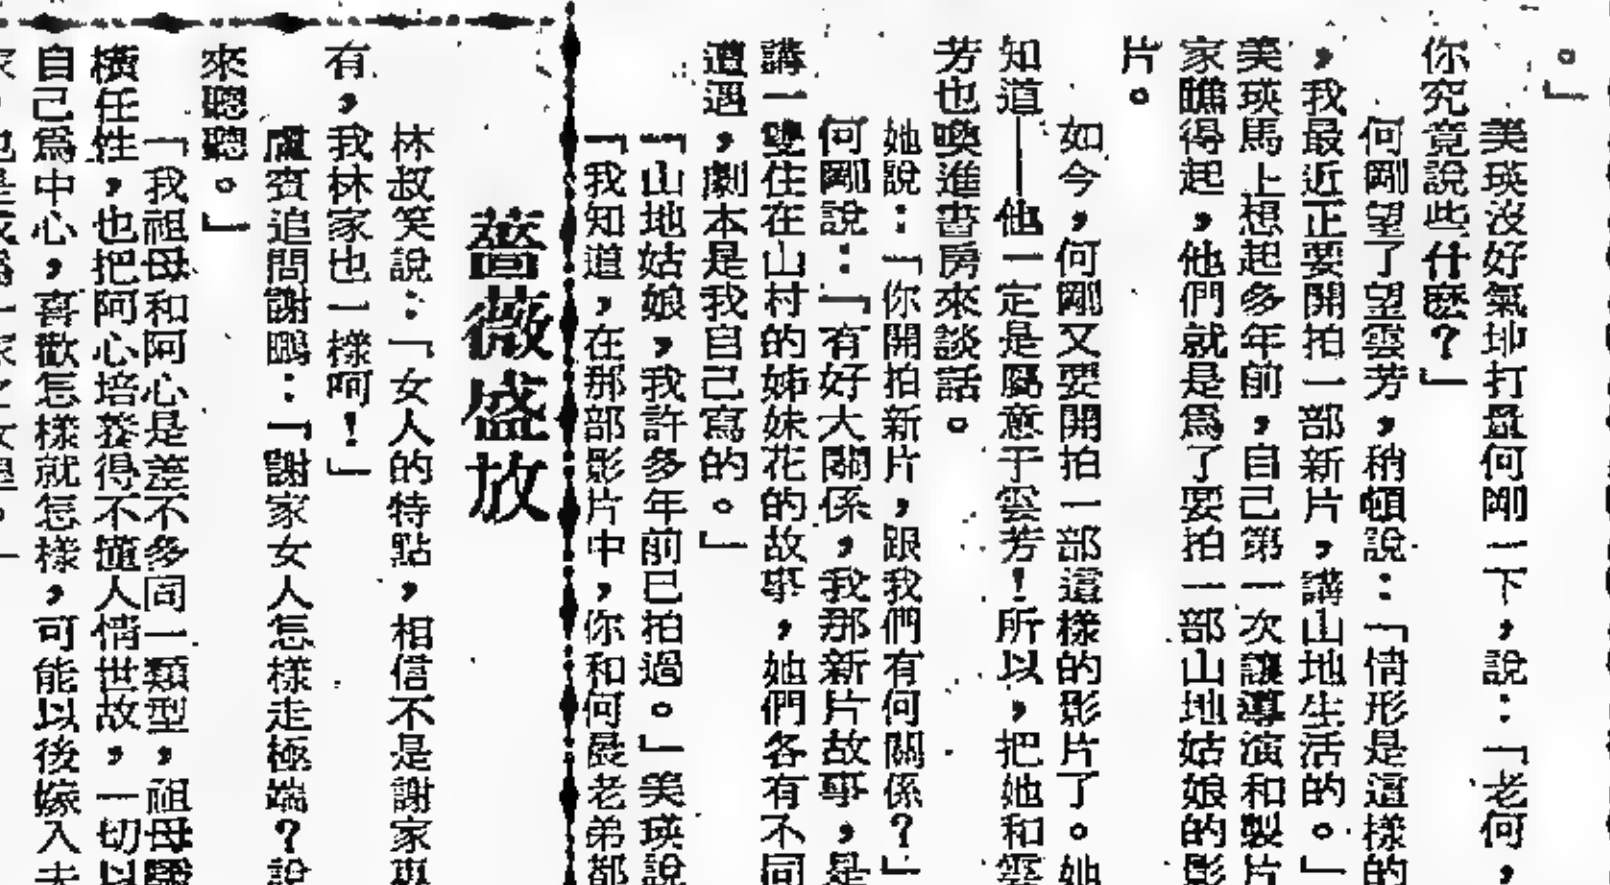 。」
美瑛沒好氣地打量何剛一下，說：「老何，
你究竟說些什麽？」
何剛望了望雲芳，稍頓說：「情形是這樣的
，我最近正要開拍一部新片，講山地生活的。」
美瑛馬上想起多年前，自己第一次讓導演和製片
家瞧得起，他們就是爲了要拍一部山地姑娘的影
片。
如今，何剛又要開拍一部這樣的影片了。她
知道——他一定是屬意于雲芳！所以，把她和雲
芳也喚進書房來談話。
她說：「你開拍新片，跟我們有何關係？」
何剛說：「有好大關係，我那新片故事，是
講一雙住在山村的姊妹花的故事，她們各有不同
遭遇，劇本是我自己寫的。」
「山地姑娘，我許多年前已拍過。」美瑛說
「我知道，在那部影片中，你和何晨老弟都
薔薇盛放
林叔笑說：「女人的特點，相信不是謝家專
有，我林家也一樣呵！」
盧賓追問謝鵬：「謝家女人怎樣走極端？說
來聽聽。」
「我祖母和阿心是差不多同一類型，祖母驕
橫任性，也把阿心培養得不懂人情世故，一切以
自己爲中心，喜歡怎樣就怎樣，可能以後嫁入夫